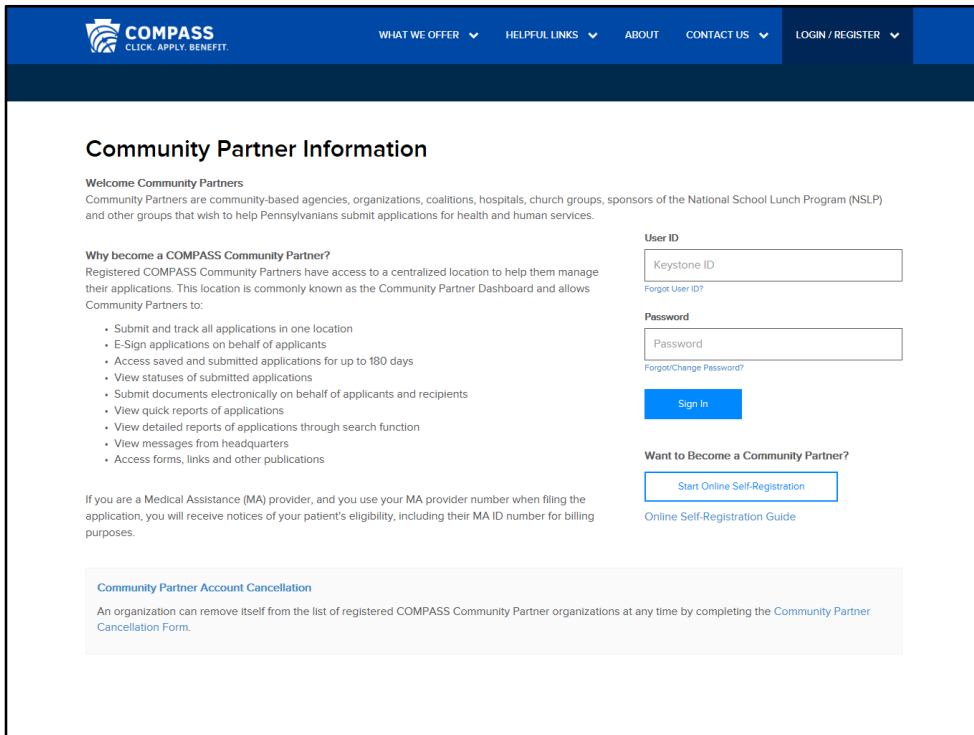 COMPASS
CLICK. APPLY. BENEFIT.
WHAT WE OFFER
HELPFUL LINKS
ABOUT
CONTACT US
LOGIN / REGISTER
Community Partner Information
Welcome Community Partners
Community Partners are community-based agencies, organizations, coalitions, hospitals, church groups, sponsors of the National School Lunch Program (NSLP)
and other groups that wish to help Pennsylvanians submit applications for health and human services.
Why become a COMPASS Community Partner?
Registered COMPASS Community Partners have access to a centralized location to help them manage
their applications. This location is commonly known as the Community Partner Dashboard and allows
Community Partners to:
• Submit and track all applications in one location
• E-Sign applications on behalf of applicants
• Access saved and submitted applications for up to 180 days
• View statuses of submitted applications
• Submit documents electronically on behalf of applicants and recipients
• View quick reports of applications
• View detailed reports of applications through search function
• View messages from headquarters
• Access forms, links and other publications
If you are a Medical Assistance (MA) provider, and you use your MA provider number when filing the
application, you will receive notices of your patient's eligibility, including their MA ID number for billing
purposes.
User ID
Keystone ID
Forgot User ID?
Password
Password
Forgot/Change Password?
Sign In
Want to Become a Community Partner?
Start Online Self-Registration
Online Self-Registration Guide
Community Partner Account Cancellation
An organization can remove itself from the list of registered COMPASS Community Partner organizations at any time by completing the Community Partner
Cancellation Form.